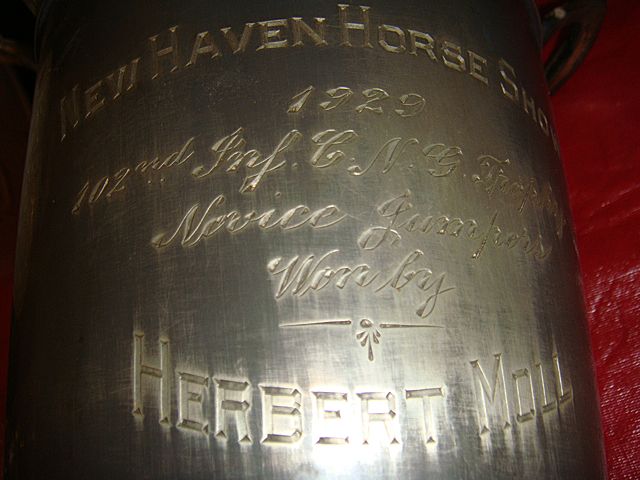 New Haven Horse Show
1929
102nd Inf. C. N. G. Trophy
Novice Jumpers
Won by
Herbert Moll